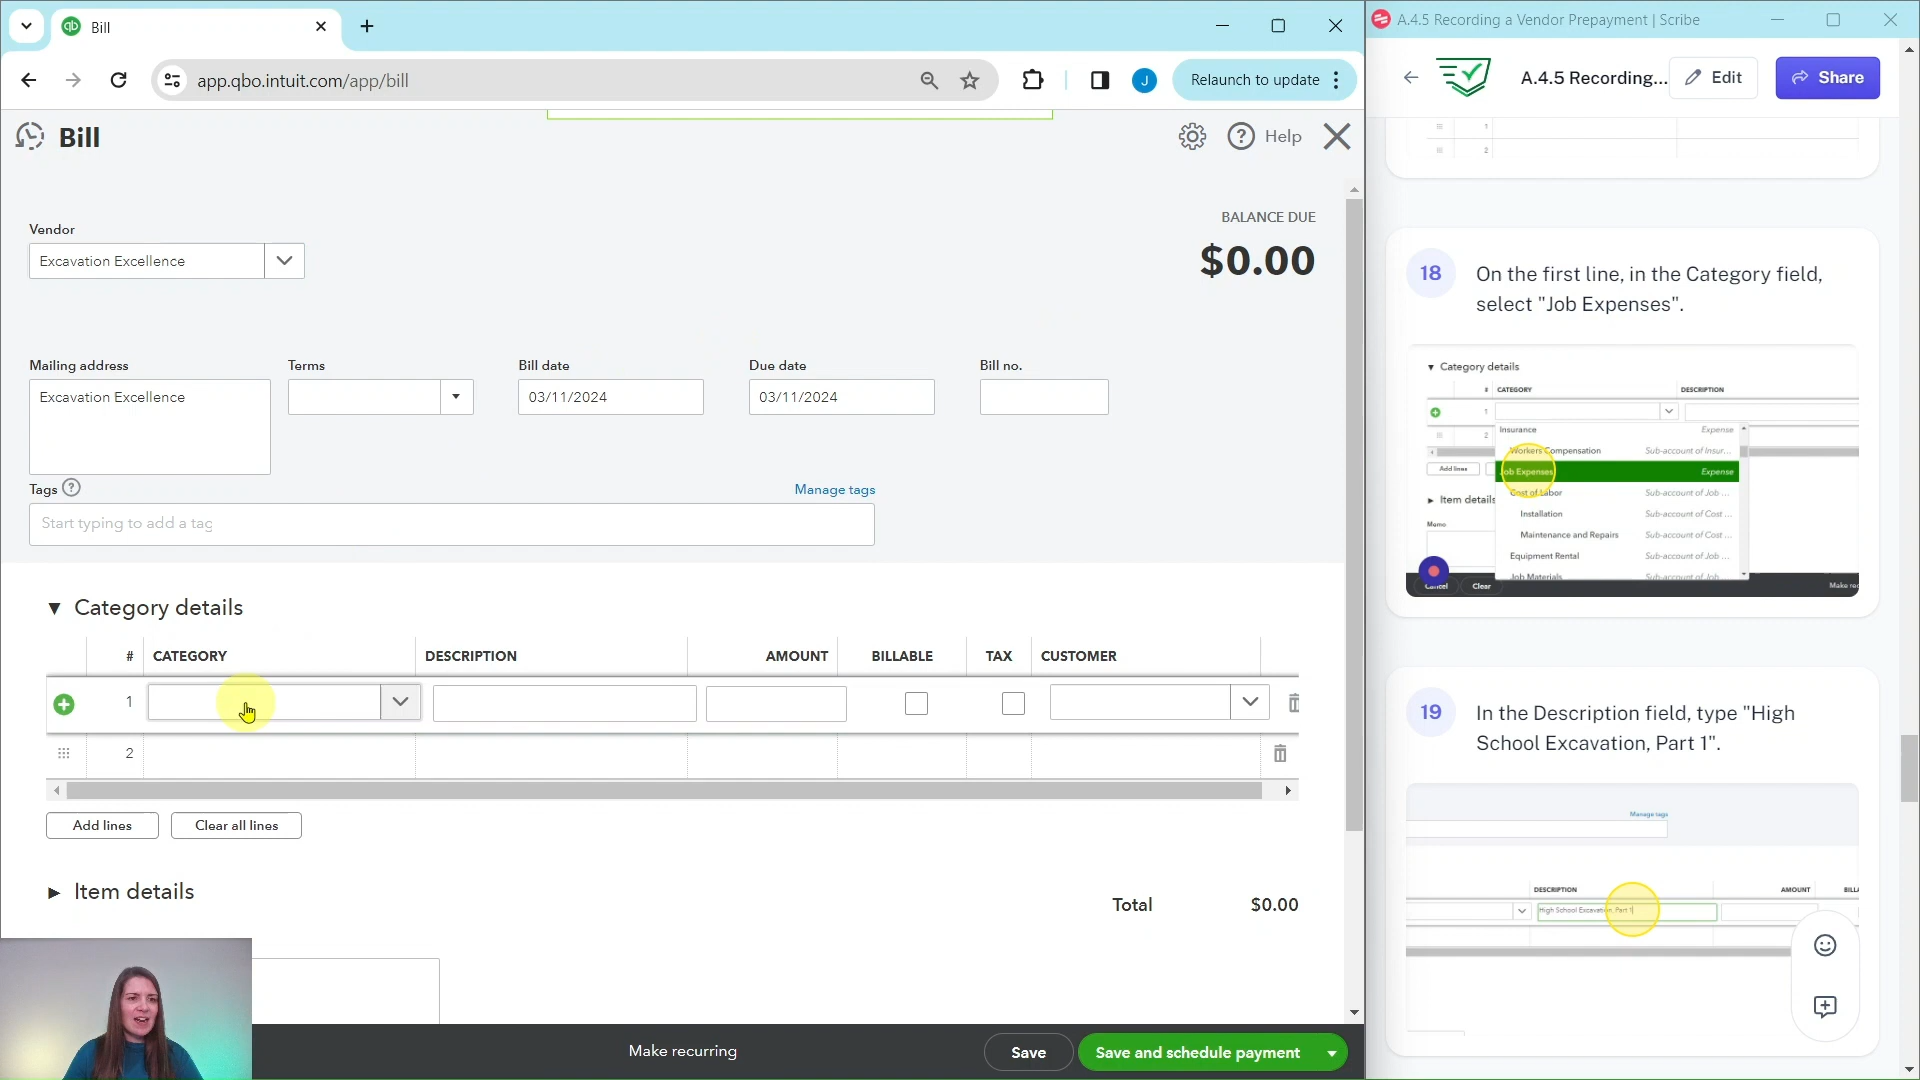 Bill
app.qbo.intuit.com/app/bill
J
Relaunch to update
Bill
Help
BALANCE DUE
$0.00
Vendor
Excavation Excellence
Mailing address
Excavation Excellence
Terms
Bill date
03/11/2024
Due date
03/11/2024
Bill no.
Tags
Manage tags
Start typing to add a tag
Category details
# CATEGORY DESCRIPTION AMOUNT BILLABLE TAX CUSTOMER
1
2
Add lines
Clear all lines
Item details
Total $0.00
Make recurring
Save
Save and schedule payment
A.4.5 Recording a Vendor Prepayment | Scribe
A.4.5 Recording...
Edit
Share
1
2
18
On the first line, in the Category field,
select "Job Expenses".
Category details
# CATEGORY DESCRIPTION
1
Insurance Expense
2
Workers Compensation Sub-account of Insur...
Add lines
Job Expenses Expense
Cost of Labor Sub-account of Job ...
Item details
Installation Sub-account of Cost ...
Memo
Maintenance and Repairs Sub-account of Cost ...
Equipment Rental Sub-account of Job ...
Job Materials Sub-account of Job...
Cancel
Clear
Make rec
19
In the Description field, type "High
School Excavation, Part 1".
Manage tags
DESCRIPTION AMOUNT BILLA
High School Excavation, Part 1